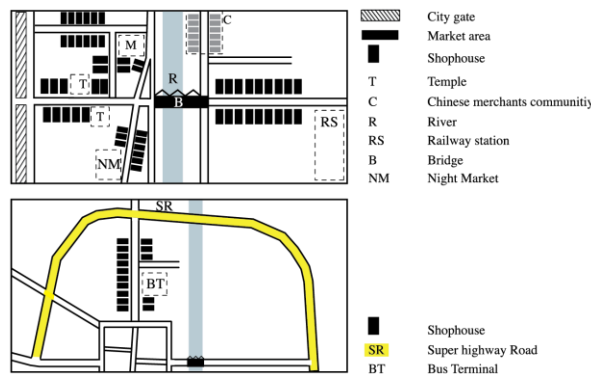 C
M
T
R
B
T
RS
NM
City gate
Market area
Shophouse
T Temple
C Chinese merchants communitiy
R River
RS Railway station
B Bridge
NM Night Market
SR
BT
Shophouse
SR Super highway Road
BT Bus Terminal